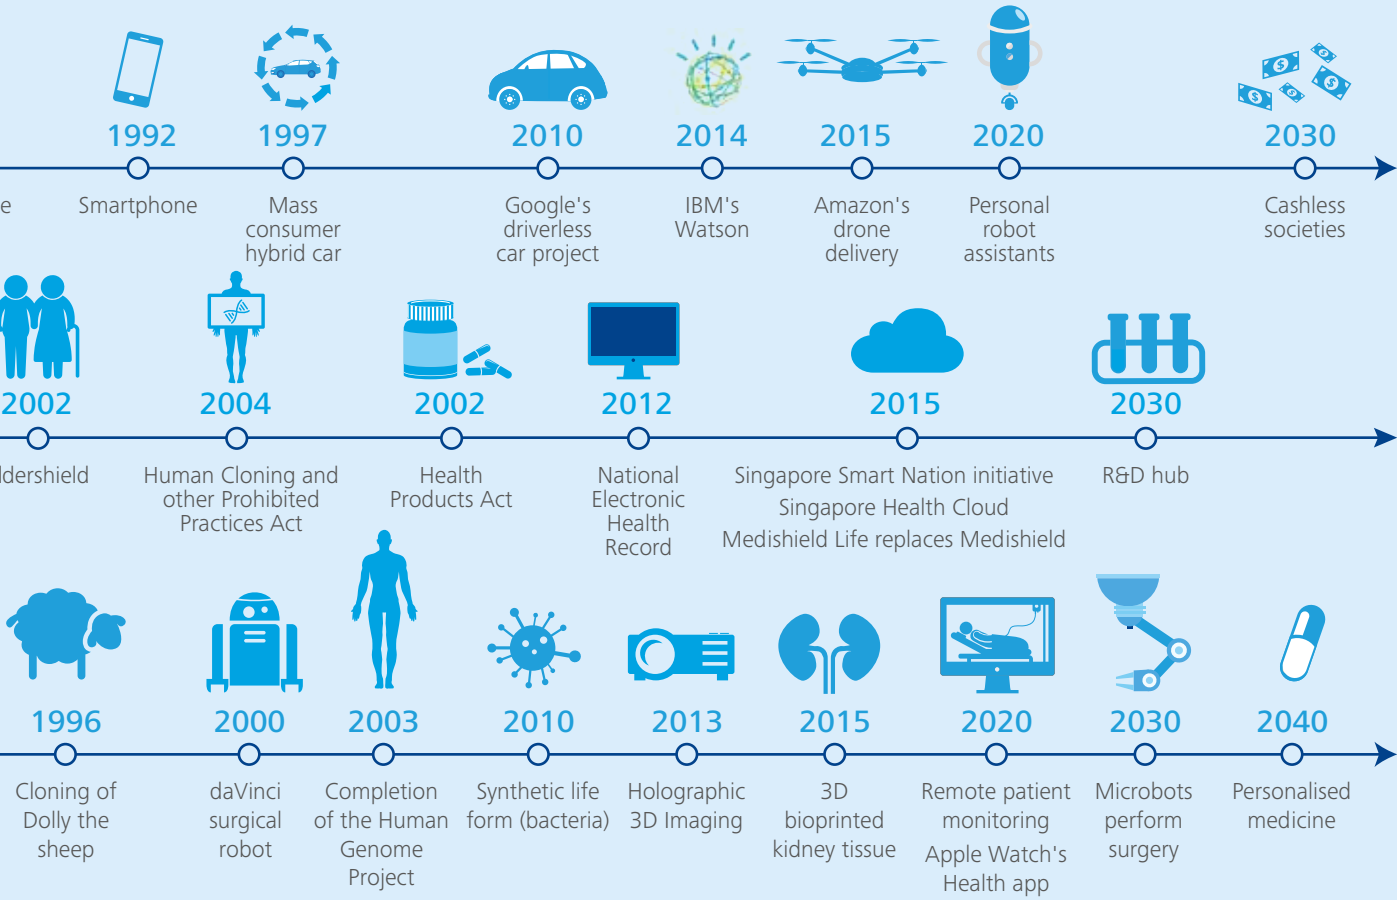 1992
1997
2010
2014
2015
2020
2030
Smartphone
Mass
consumer
hybrid car
Google's
driverless
car project
IBM's
Watson
Amazon's
drone
delivery
Personal
robot
assistants
Cashless
societies
2002
2004
2002
2012
2015
2030
ldershield
Human Cloning and
other Prohibited
Practices Act
Health
Products Act
National
Electronic
Health
Record
Singapore Smart Nation initiative
Singapore Health Cloud
Medishield Life replaces Medishield
R&D hub
1996
2000
2003
2010
2013
2015
2020
2030
2040
Cloning of
Dolly the
sheep
daVinci
surgical
robot
Completion
of the Human
Genome
Project
Synthetic life
form (bacteria)
Holographic
3D Imaging
3D
bioprinted
kidney tissue
Remote patient
monitoring
Apple Watch's
Health app
Microbots
perform
surgery
Personalised
medicine